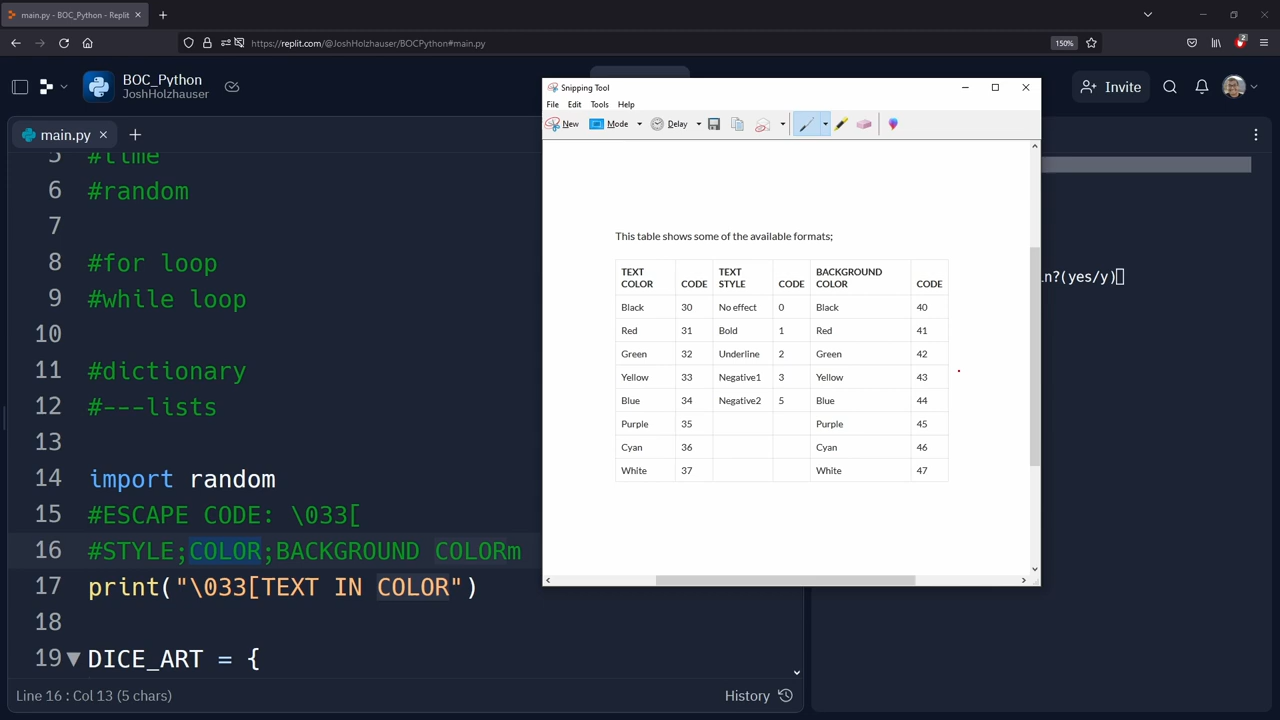 main.py - BOC_Python - Replit
https://replit.com/@JoshHolzhauser/BOCPython#main.py
150%
2
BOC_Python
JoshHolzhauser
Invite
main.py
5 #time
6 #random
7
8 #for loop
9 #while loop
10
11 #dictionary
12 #---lists
13
14 import random
15 #ESCAPE CODE: \033[
16 #STYLE;COLOR;BACKGROUND COLORm
17 print("\033[TEXT IN COLOR")
18
19 DICE_ART = {
Line 16 : Col 13 (5 chars)
History
Snipping Tool
File Edit Tools Help
New Mode Delay
This table shows some of the available formats;
TEXT COLOR CODE TEXT STYLE CODE BACKGROUND COLOR CODE
Black 30 No effect 0 Black 40
Red 31 Bold 1 Red 41
Green 32 Underline 2 Green 42
Yellow 33 Negative1 3 Yellow 43
Blue 34 Negative2 5 Blue 44
Purple 35 Purple 45
Cyan 36 Cyan 46
White 37 White 47
(yes/y)